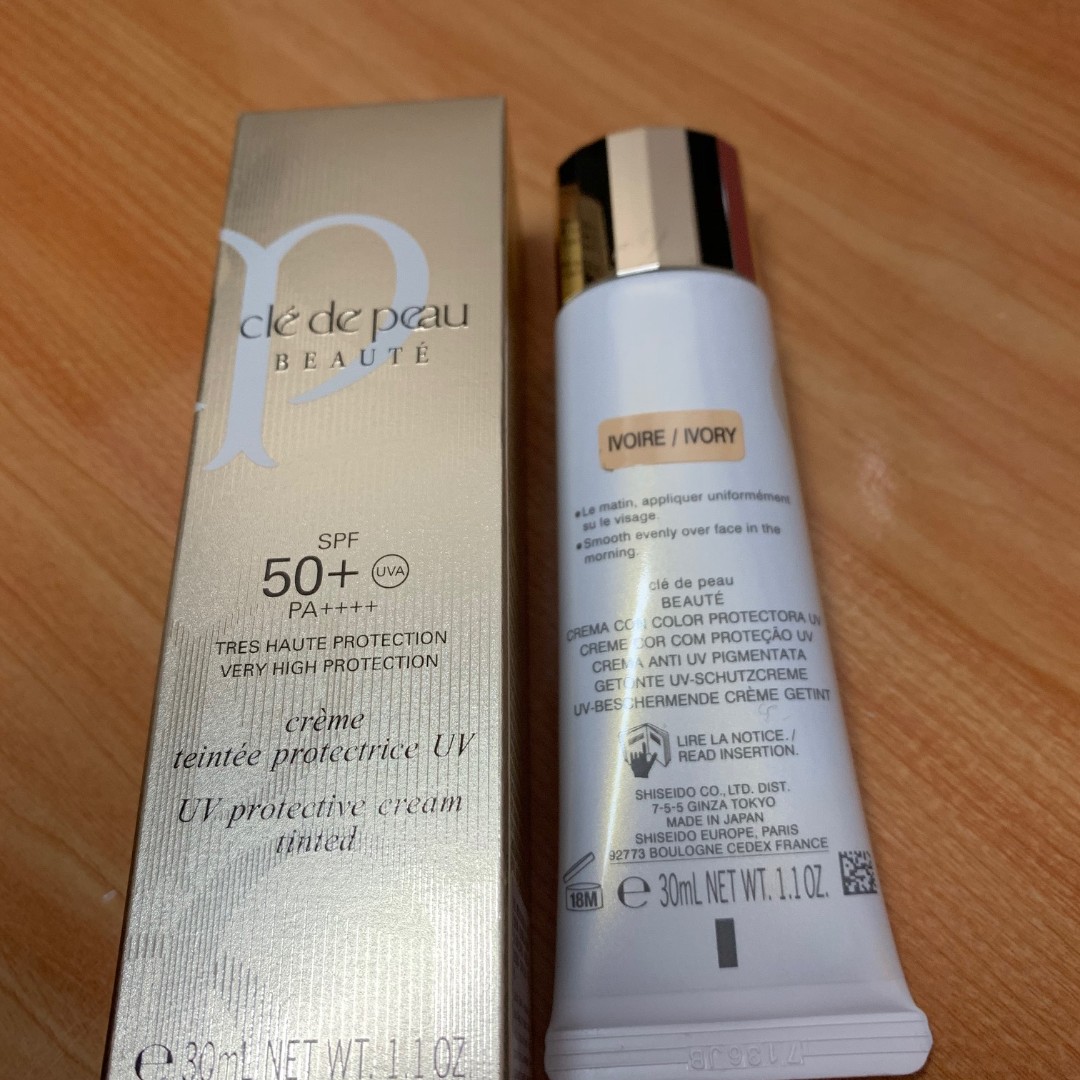 clé de peau
BEAUTÉ
SPF
50+ UVA
PA++++
TRES HAUTE PROTECTION
VERY HIGH PROTECTION
crème
teintée protectrice UV
UV protective cream
tinted
e 30mL NET WT. 1.1 OZ
IVOIRE / IVORY
•Le matin, appliquer uniformément
su le visage.
•Smooth evenly over face in the
morning.
clé de peau
BEAUTÉ
CREMA CON COLOR PROTECTORA UV
CREME COR COM PROTEÇÃO UV
CREMA ANTI UV PIGMENTATA
GETÖNTE UV-SCHUTZCREME
UV-BESCHERMENDE CRÈME GETINT
LIRE LA NOTICE./
READ INSERTION.
SHISEIDO CO., LTD. DIST.
7-5-5 GINZA TOKYO
MADE IN JAPAN
SHISEIDO EUROPE, PARIS
92773 BOULOGNE CEDEX FRANCE
18M e 30mL NET WT. 1.1 OZ.